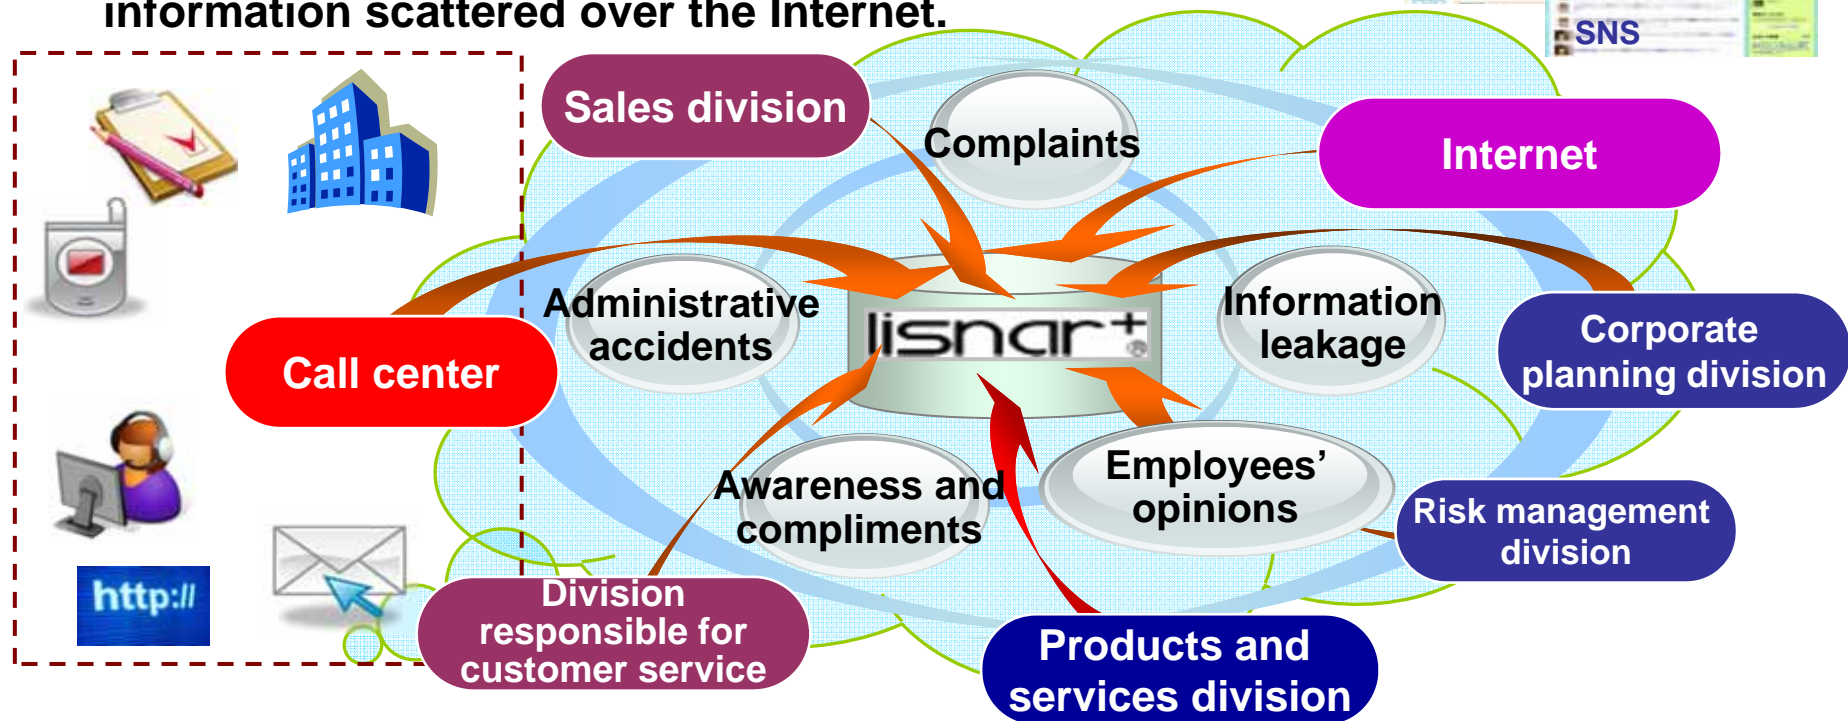 information scattered over the Internet.
SNS
Sales division
Complaints
Internet
Administrative
accidents
lisnar+®
Information
leakage
Corporate
planning division
Call center
Awareness and
compliments
Employees’
opinions
Risk management
division
http://
Division
responsible for
customer service
Products and
services division